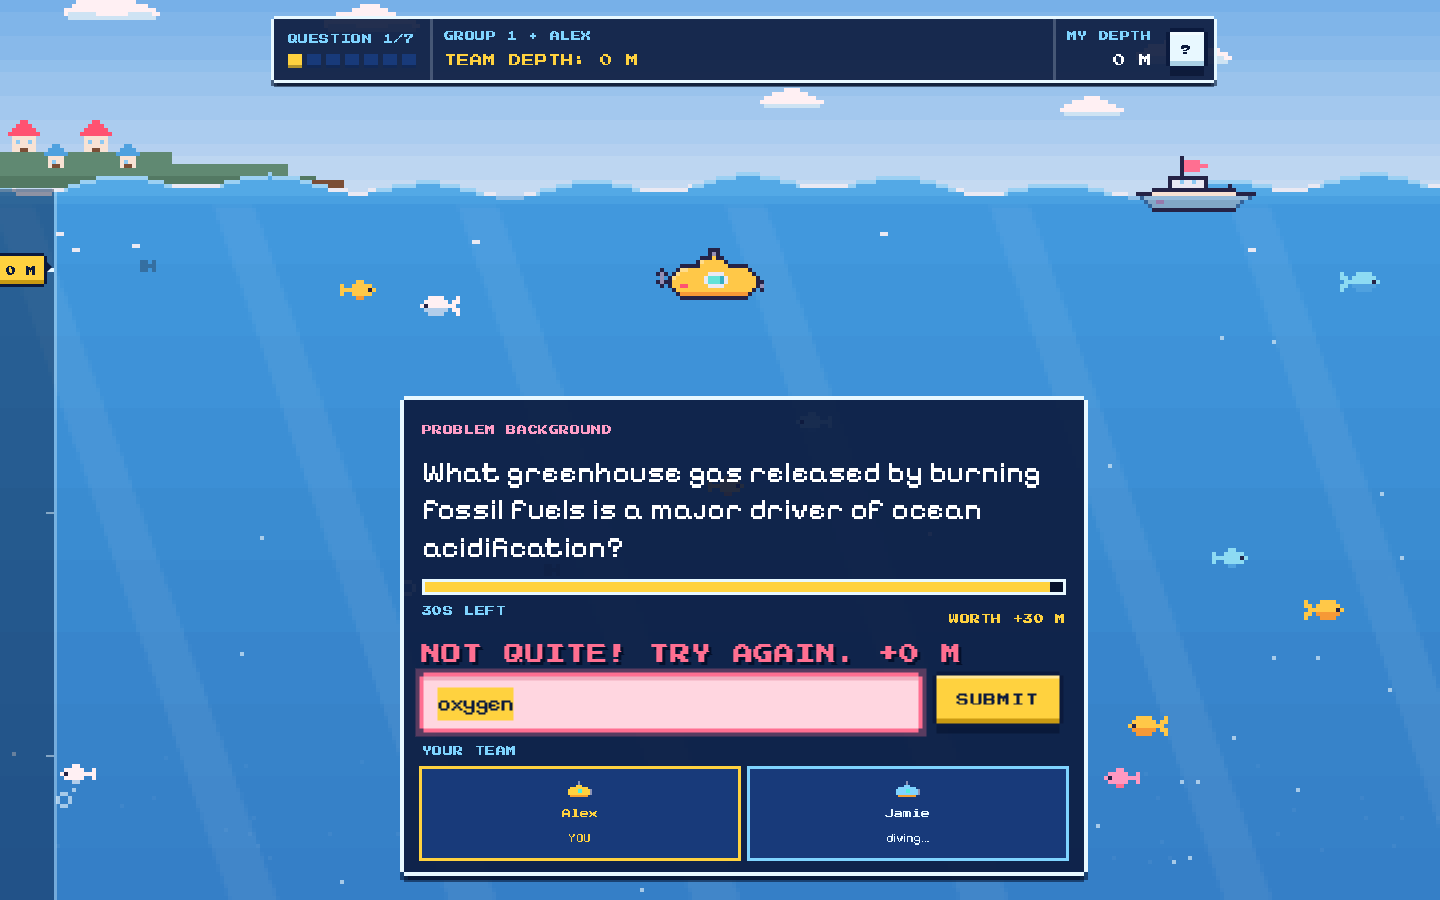 QUESTION 1/7
GROUP 1 + ALEX
TEAM DEPTH: 0 M
MY DEPTH
0 M
?
0 M
PROBLEM BACKGROUND
What greenhouse gas released by burning
fossil fuels is a major driver of ocean
acidification?
30S LEFT
WORTH +30 M
NOT QUITE! TRY AGAIN. +0 M
oxygen
SUBMIT
YOUR TEAM
Alex
YOU
Jamie
diving...